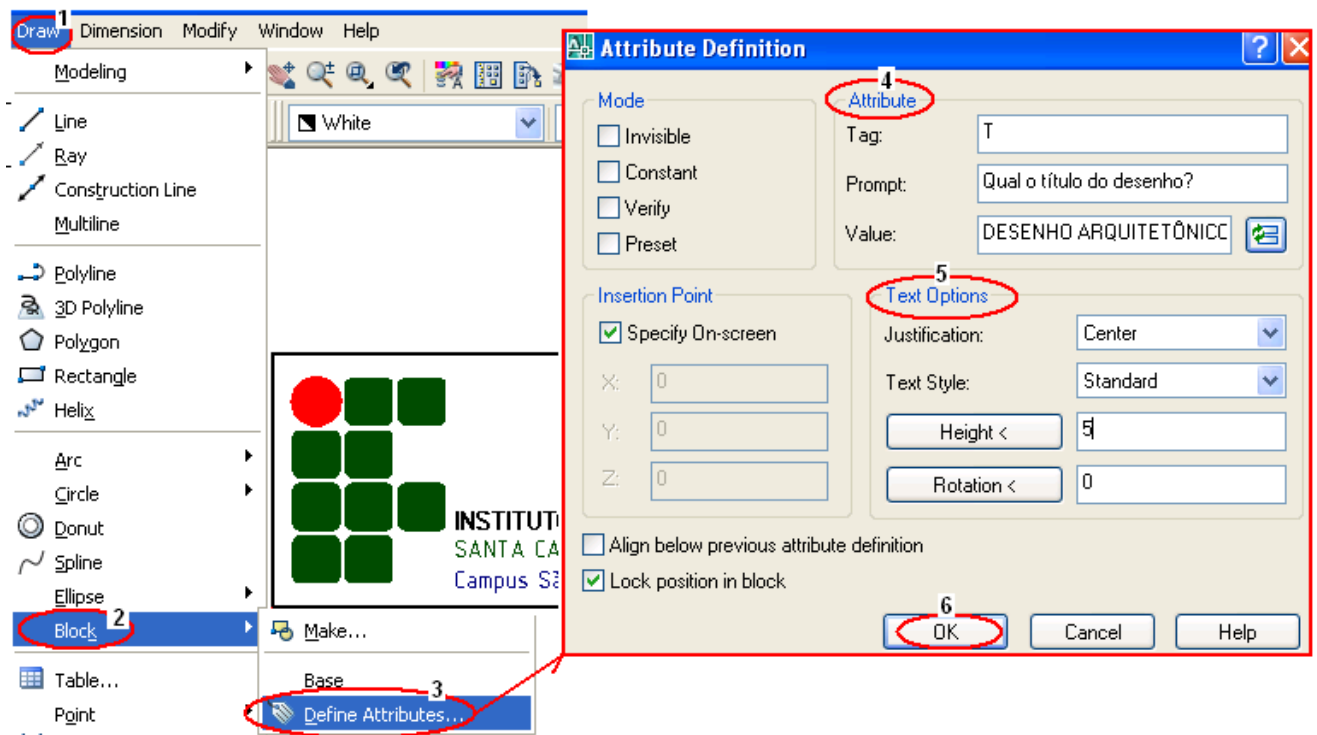 1
Draw Dimension Modify Window Help
Modeling
Line
Ray
Construction Line
Multiline
Polyline
3D Polyline
Polygon
Rectangle
Helix
Arc
Circle
Donut
Spline
Ellipse
Block 2
Table...
Point
Make...
Base
3
Define Attributes...
White
SANTA
Campus
Attribute Definition
Mode
Invisible
Constant
Verify
Preset
4
Attribute
Tag: T
Prompt: Qual o título do desenho?
Value: DESENHO ARQUITETÔNICO
Insertion Point
Specify On-screen
X: 0
Y: 0
Z: 0
5
Text Options
Justification: Center
Text Style: Standard
Height < 5
Rotation < 0
Align below previous attribute definition
Lock position in block
6
OK Cancel Help